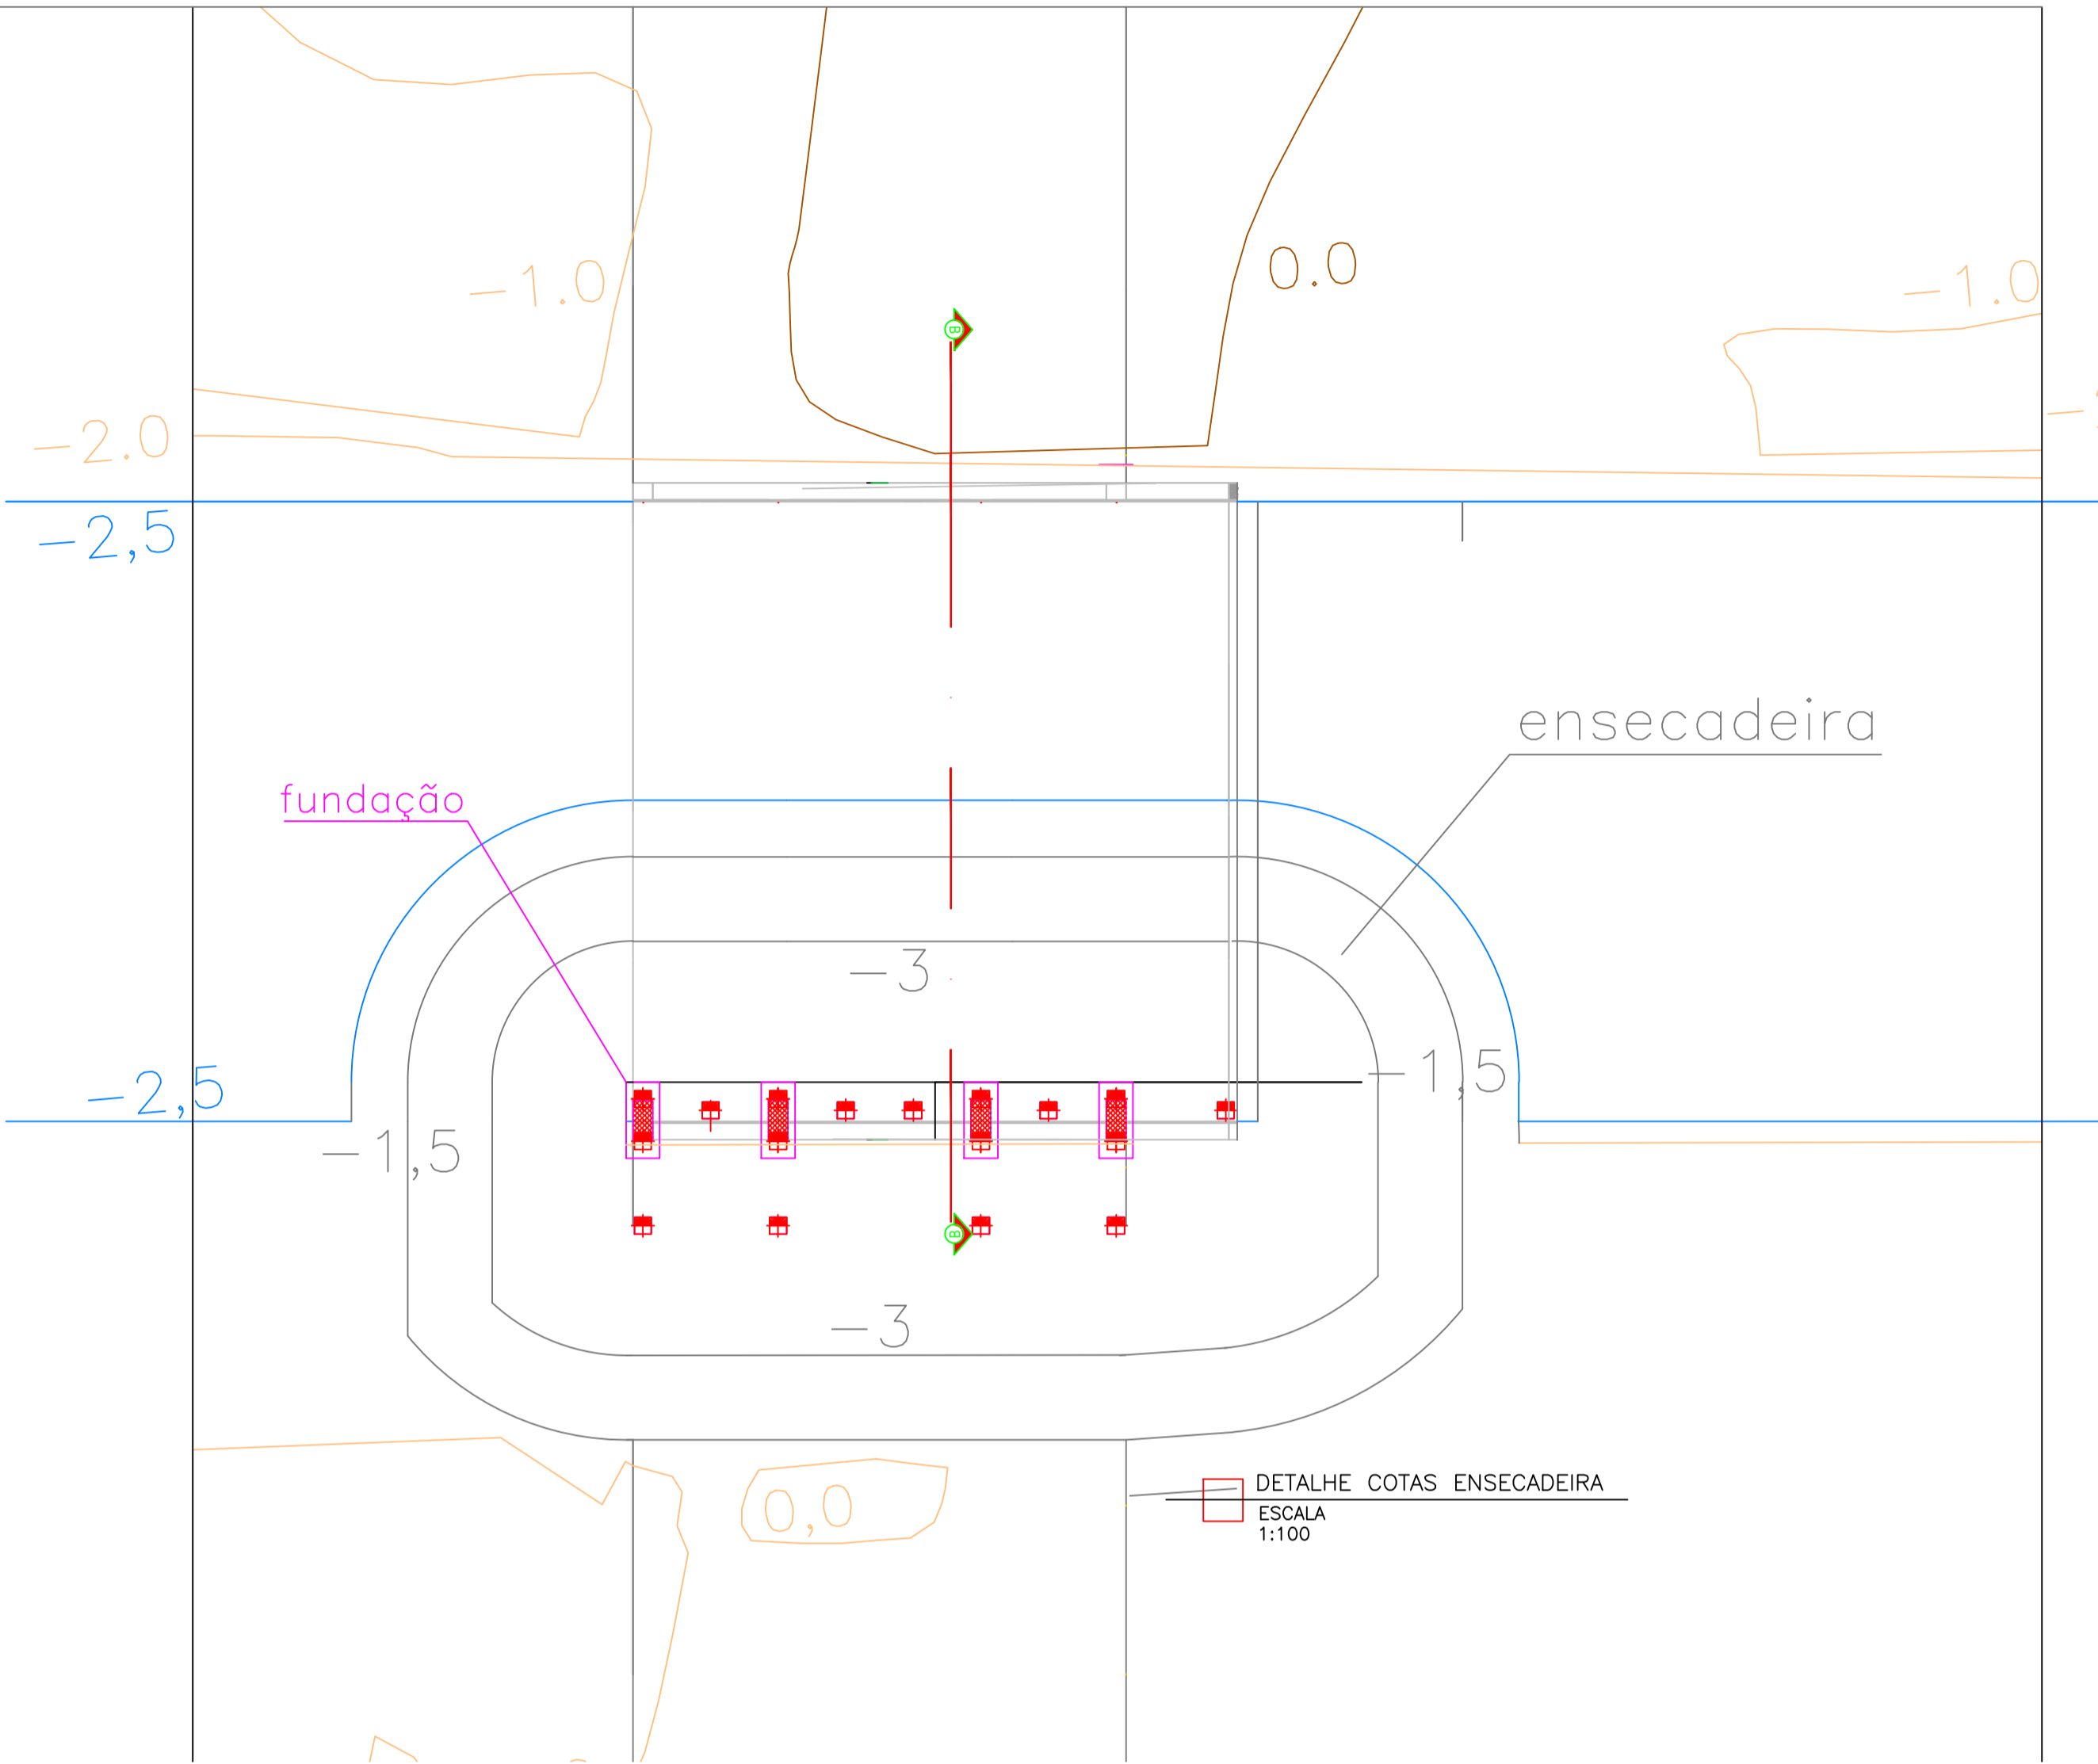 -1.0
0.0
-1.0
-2.0
-2,5
ensecadeira
fundação
-3
-1,5
-2,5
-1,5
B
B
-3
0,0
DETALHE COTAS ENSECADEIRA
ESCALA
1:100